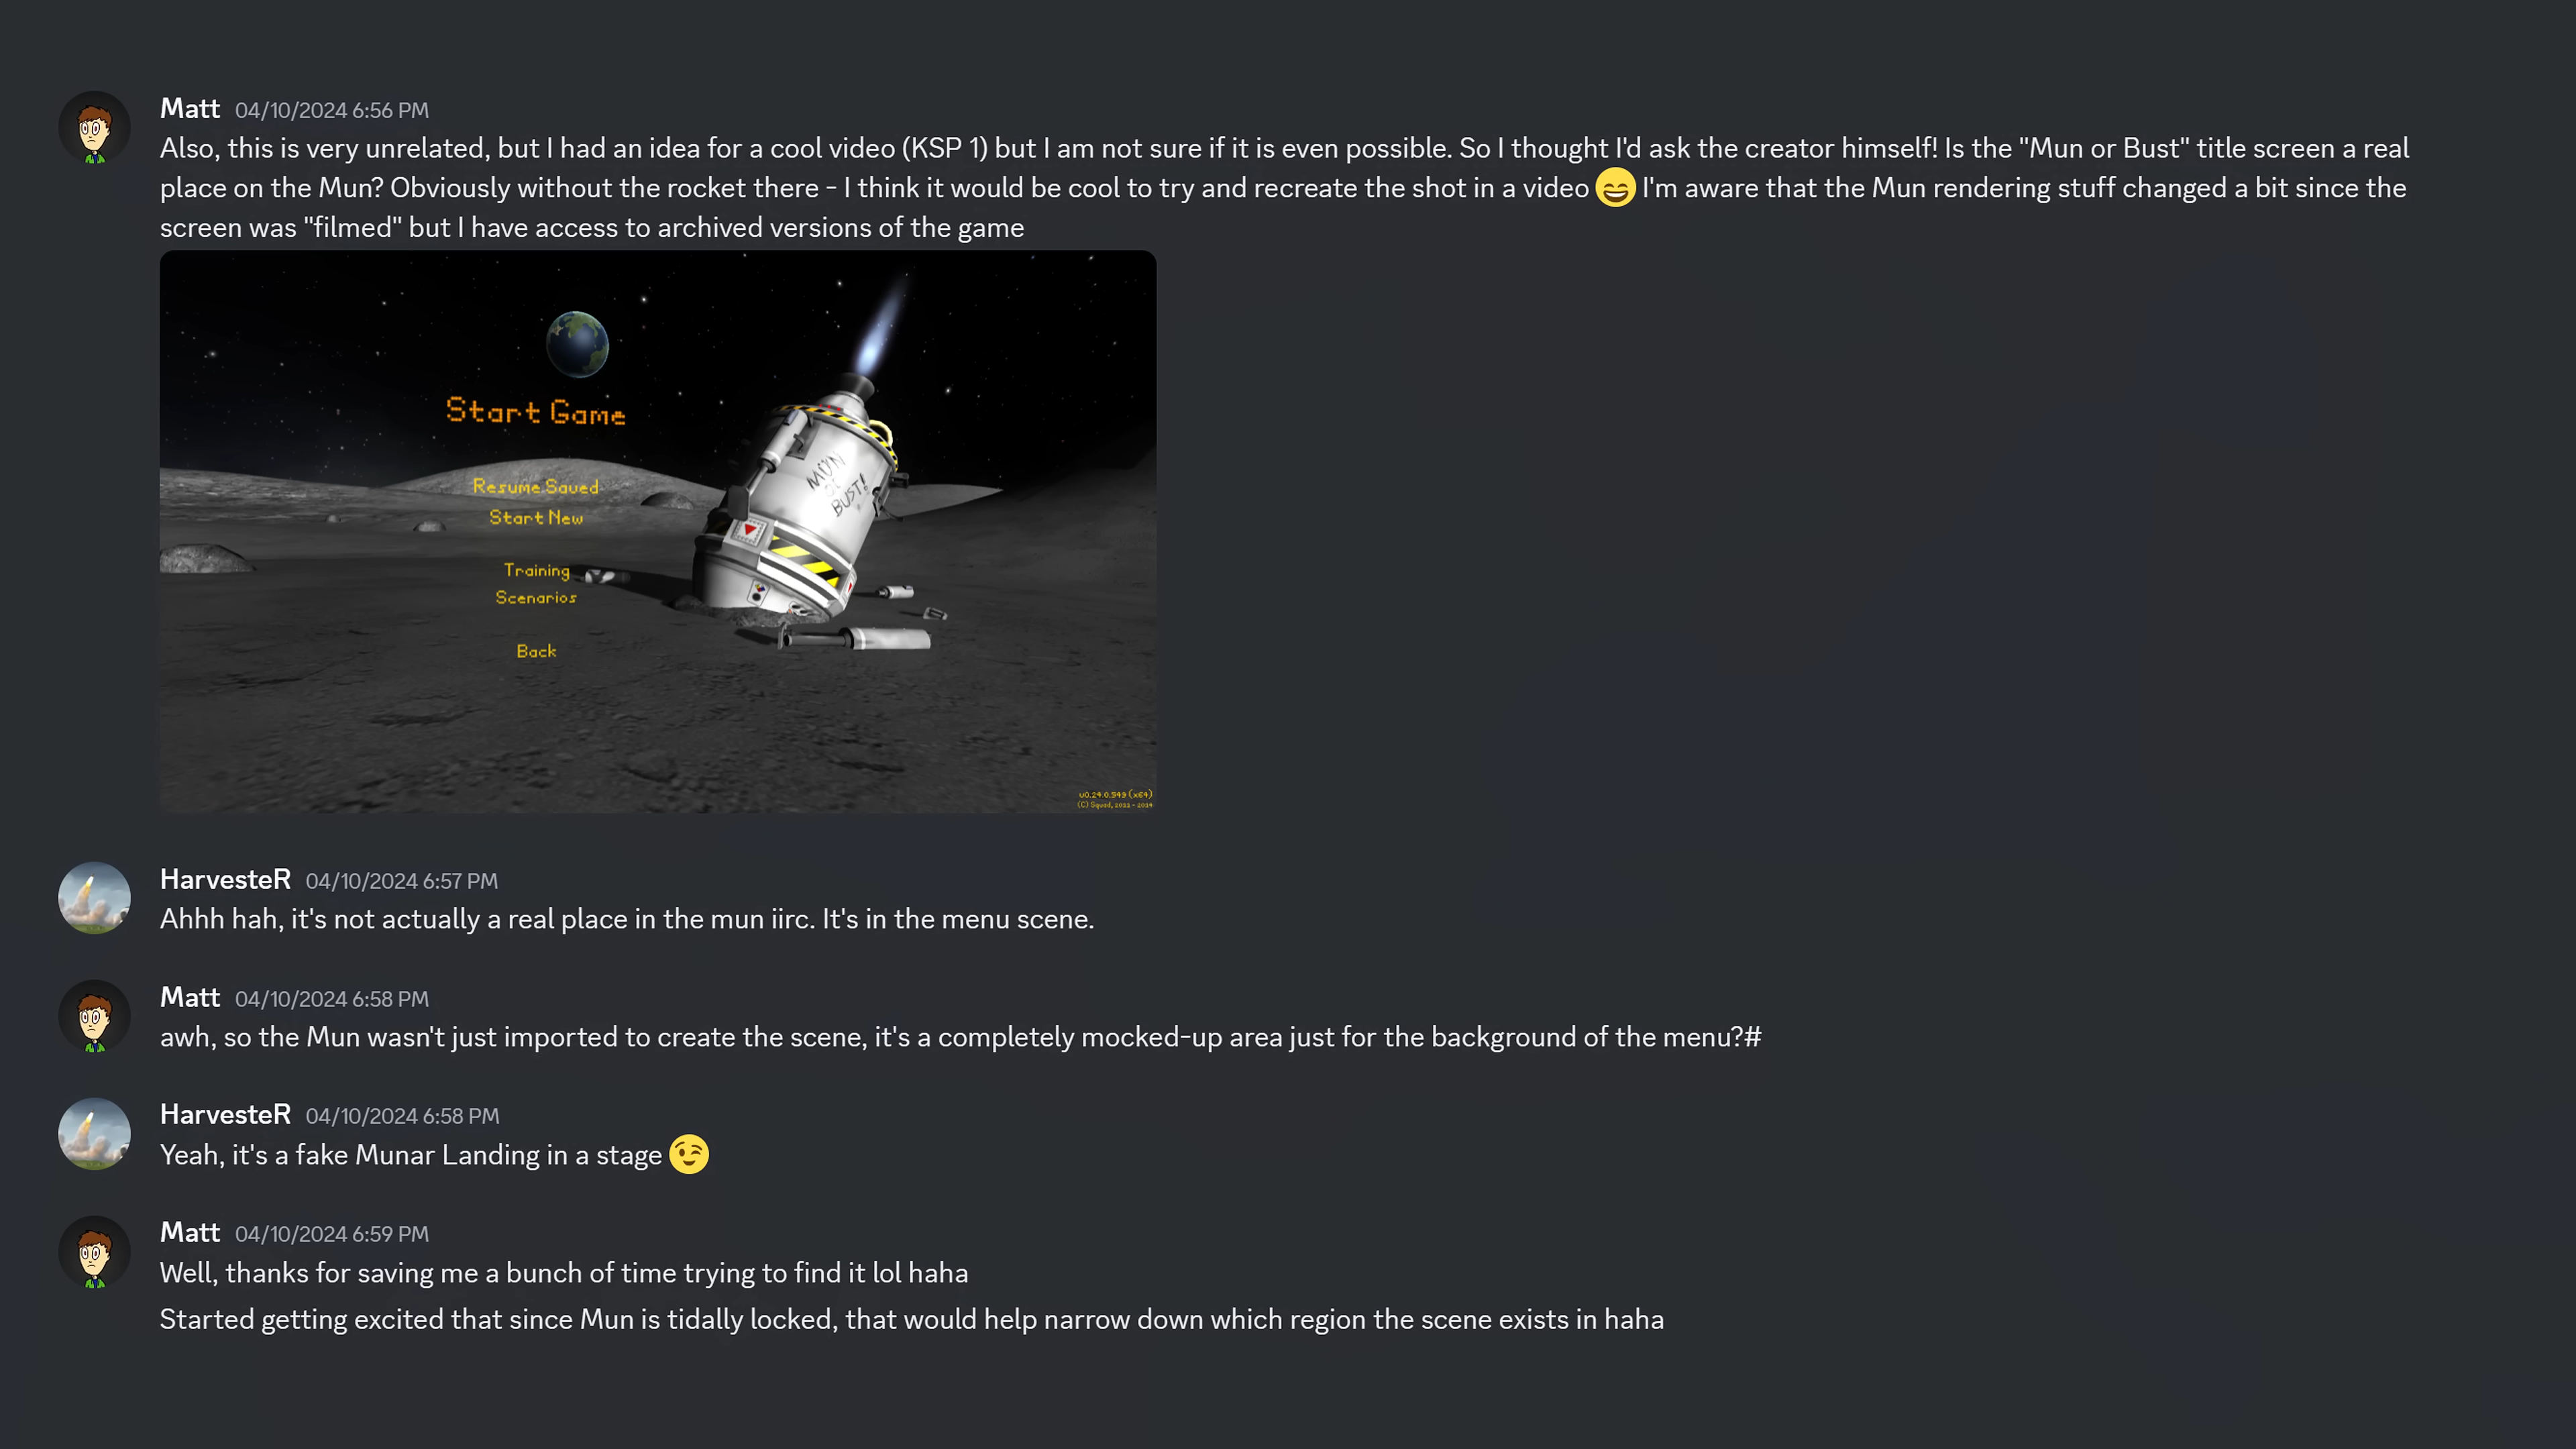 Matt 04/10/2024 6:56 PM
Also, this is very unrelated, but I had an idea for a cool video (KSP 1) but I am not sure if it is even possible. So I thought I'd ask the creator himself! Is the "Mun or Bust" title screen a real
place on the Mun? Obviously without the rocket there - I think it would be cool to try and recreate the shot in a video 😄 I'm aware that the Mun rendering stuff changed a bit since the
screen was "filmed" but I have access to archived versions of the game
Start Game
MÜN
BUST!
Resume Saved
Start New
Training
Scenarios
Back
v0.24.0.549 (x64)
(C) Squad, 2011 - 2014
HarvesteR 04/10/2024 6:57 PM
Ahhh hah, it's not actually a real place in the mun iirc. It's in the menu scene.
Matt 04/10/2024 6:58 PM
awh, so the Mun wasn't just imported to create the scene, it's a completely mocked-up area just for the background of the menu?#
HarvesteR 04/10/2024 6:58 PM
Yeah, it's a fake Munar Landing in a stage 😉
Matt 04/10/2024 6:59 PM
Well, thanks for saving me a bunch of time trying to find it lol haha
Started getting excited that since Mun is tidally locked, that would help narrow down which region the scene exists in haha